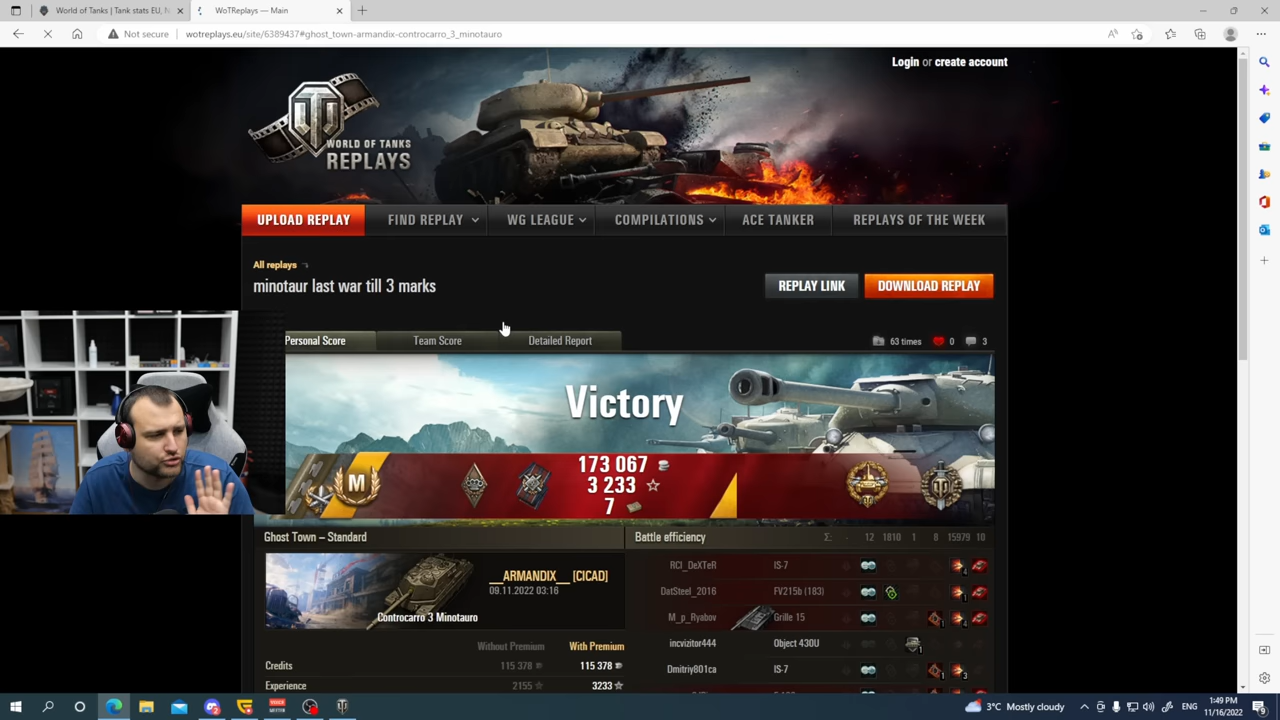 World of Tanks | Tank stats EU, N
WoTReplays — Main
Not secure
wotreplays.eu/site/6389437#ghost_town-armandix-controcarro_3_minotauro
Login or create account
WORLD OF TANKS
REPLAYS
UPLOAD REPLAY
FIND REPLAY
WG LEAGUE
COMPILATIONS
ACE TANKER
REPLAYS OF THE WEEK
All replays
minotaur last war till 3 marks
REPLAY LINK
DOWNLOAD REPLAY
Personal Score
Team Score
Detailed Report
63 times
0
3
Victory
M
173 067
3 233
7
Ghost Town – Standard
Battle efficiency
Σ: - 12 1810 1 8 15979 10
__ARMANDIX__ [CICAD]
09.11.2022 03:16
Controcarro 3 Minotauro
RCI_DeXTeR IS-7
DatSteel_2016 FV215b (183)
M_p_Ryabov Grille 15
incvizitor444 Object 430U
Dmitriy801ca IS-7
Without Premium With Premium
Credits 115 378 115 378
Experience 2155 3233
3°C Mostly cloudy
ENG
1:49 PM
11/16/2022